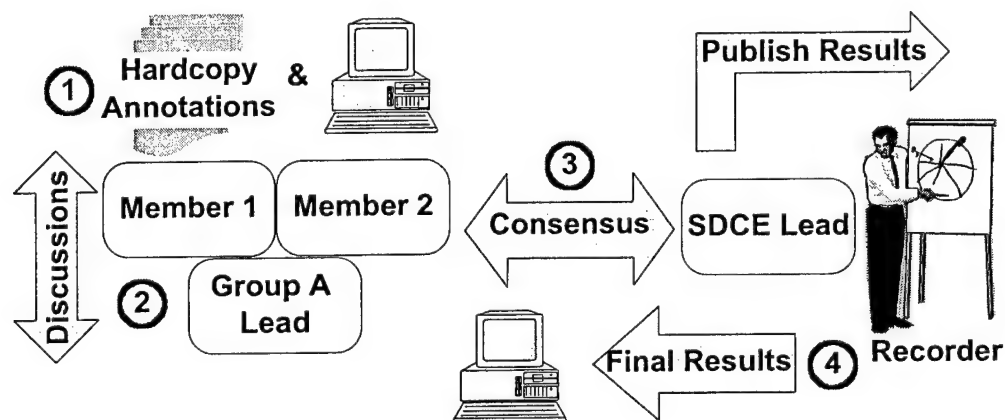 Publish Results
1
Hardcopy
Annotations
&
Discussions
Member 1
Member 2
3
Consensus
SDCE Lead
2
Group A
Lead
Final Results
4
Recorder